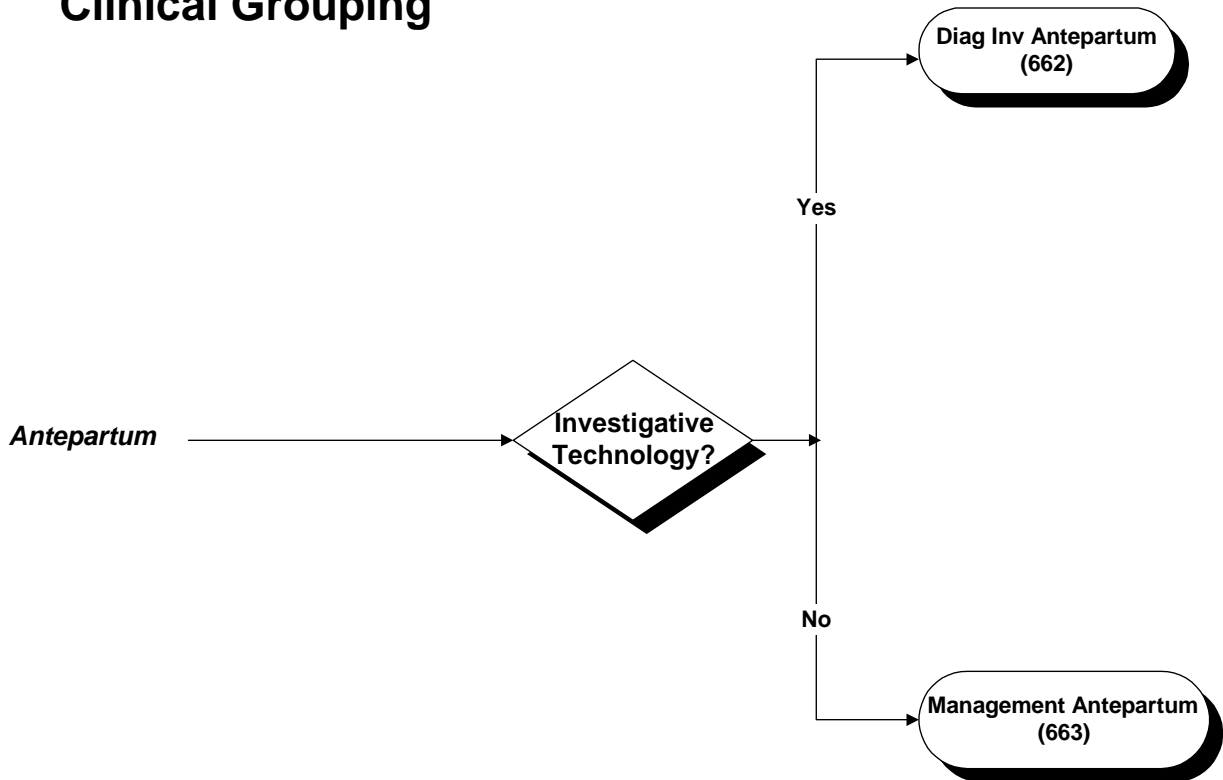 Clinical Grouping
Diag Inv Antepartum
(662)
Yes
Antepartum
Investigative
Technology?
No
Management Antepartum
(663)